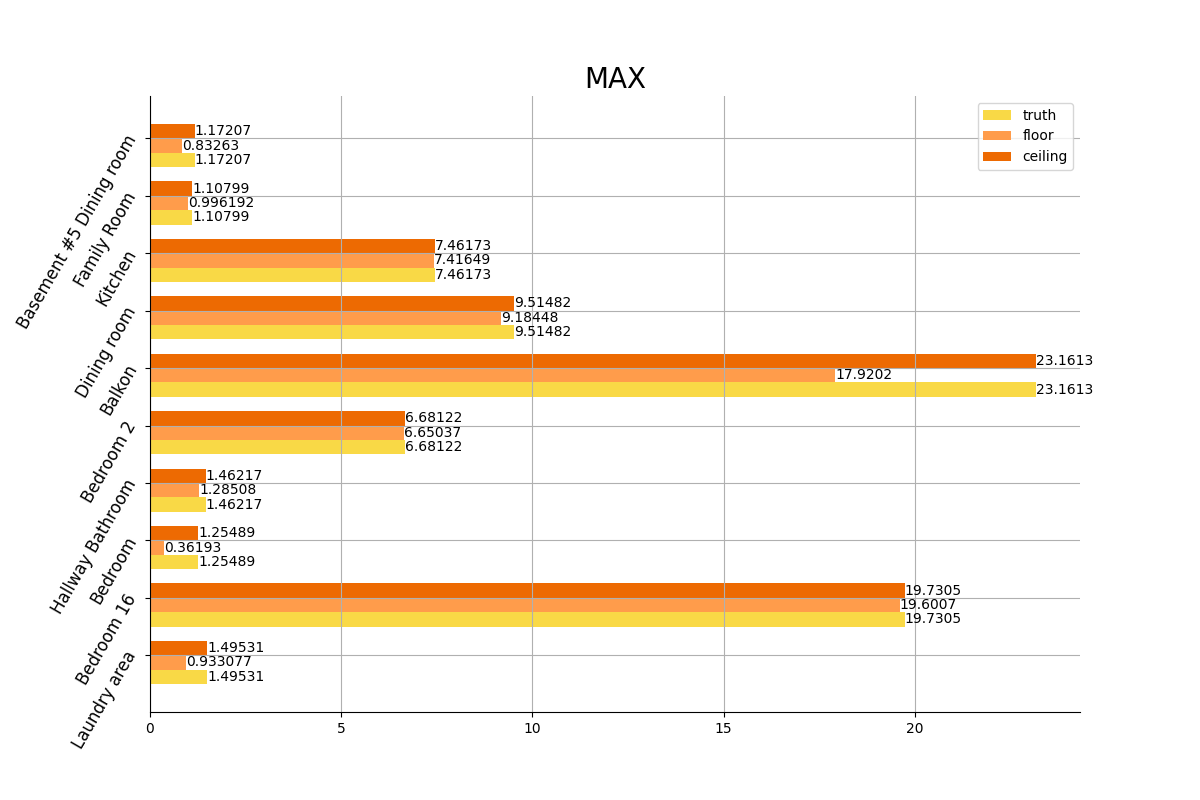 MAX
truth
floor
ceiling
Basement #5 Dining room
1.17207
0.83263
1.17207
Family Room
1.10799
0.996192
1.10799
Kitchen
7.46173
7.41649
7.46173
Dining room
9.51482
9.18448
9.51482
Balkon
23.1613
17.9202
23.1613
Bedroom 2
6.68122
6.65037
6.68122
Hallway Bathroom
1.46217
1.28508
1.46217
Bedroom
1.25489
0.36193
1.25489
Bedroom 16
19.7305
19.6007
19.7305
Laundry area
1.49531
0.933077
1.49531
0 5 10 15 20